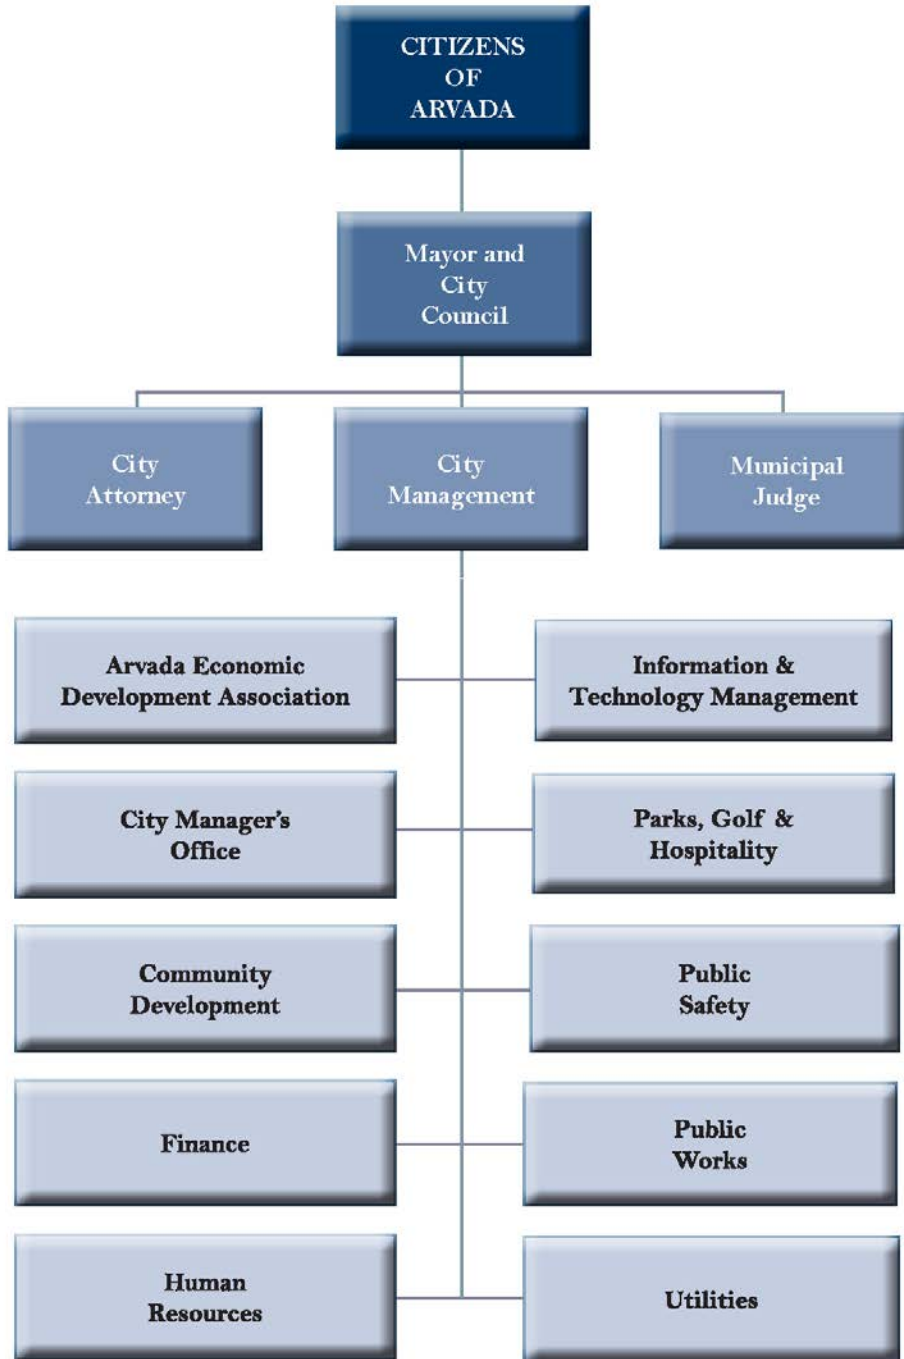 CITIZENS
OF
ARVADA
Mayor and
City
Council
City
Attorney
City
Management
Municipal
Judge
Arvada Economic
Development Association
Information &
Technology Management
City Manager's
Office
Parks, Golf &
Hospitality
Community
Development
Public
Safety
Finance
Public
Works
Human
Resources
Utilities